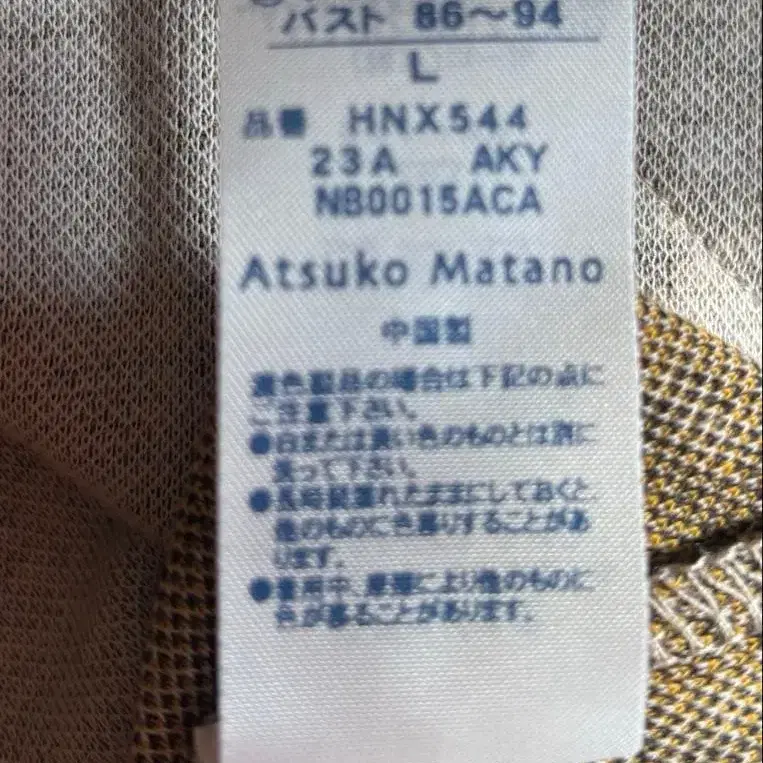 バスト 86～94
L
品番 HNX544
23A AKY
NB0015ACA
Atsuko Matano
中国製
濃色製品の場合は下記の点に
ご注意下さい。
●白または淡い色のものとは別に
洗って下さい。
●長時間濡れたままにしておくと、
他のものに色移りすることがあ
ります。
●着用中、摩擦により他のものに
色が移ることがあります。